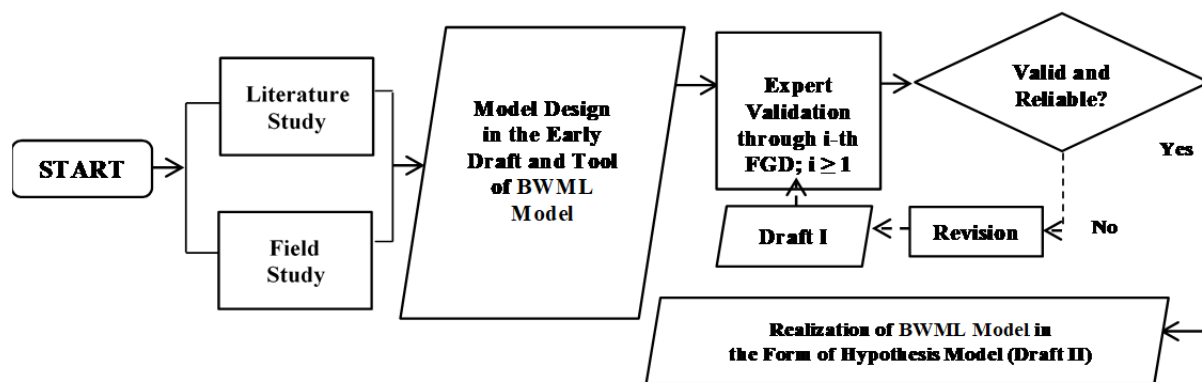 START
Literature
Study
Field
Study
Model Design
in the Early
Draft and Tool
of BWML
Model
Expert
Validation
through i-th
FGD; i ≥ 1
Valid and
Reliable?
Yes
No
Revision
Draft I
Realization of BWML Model in
the Form of Hypothesis Model (Draft II)